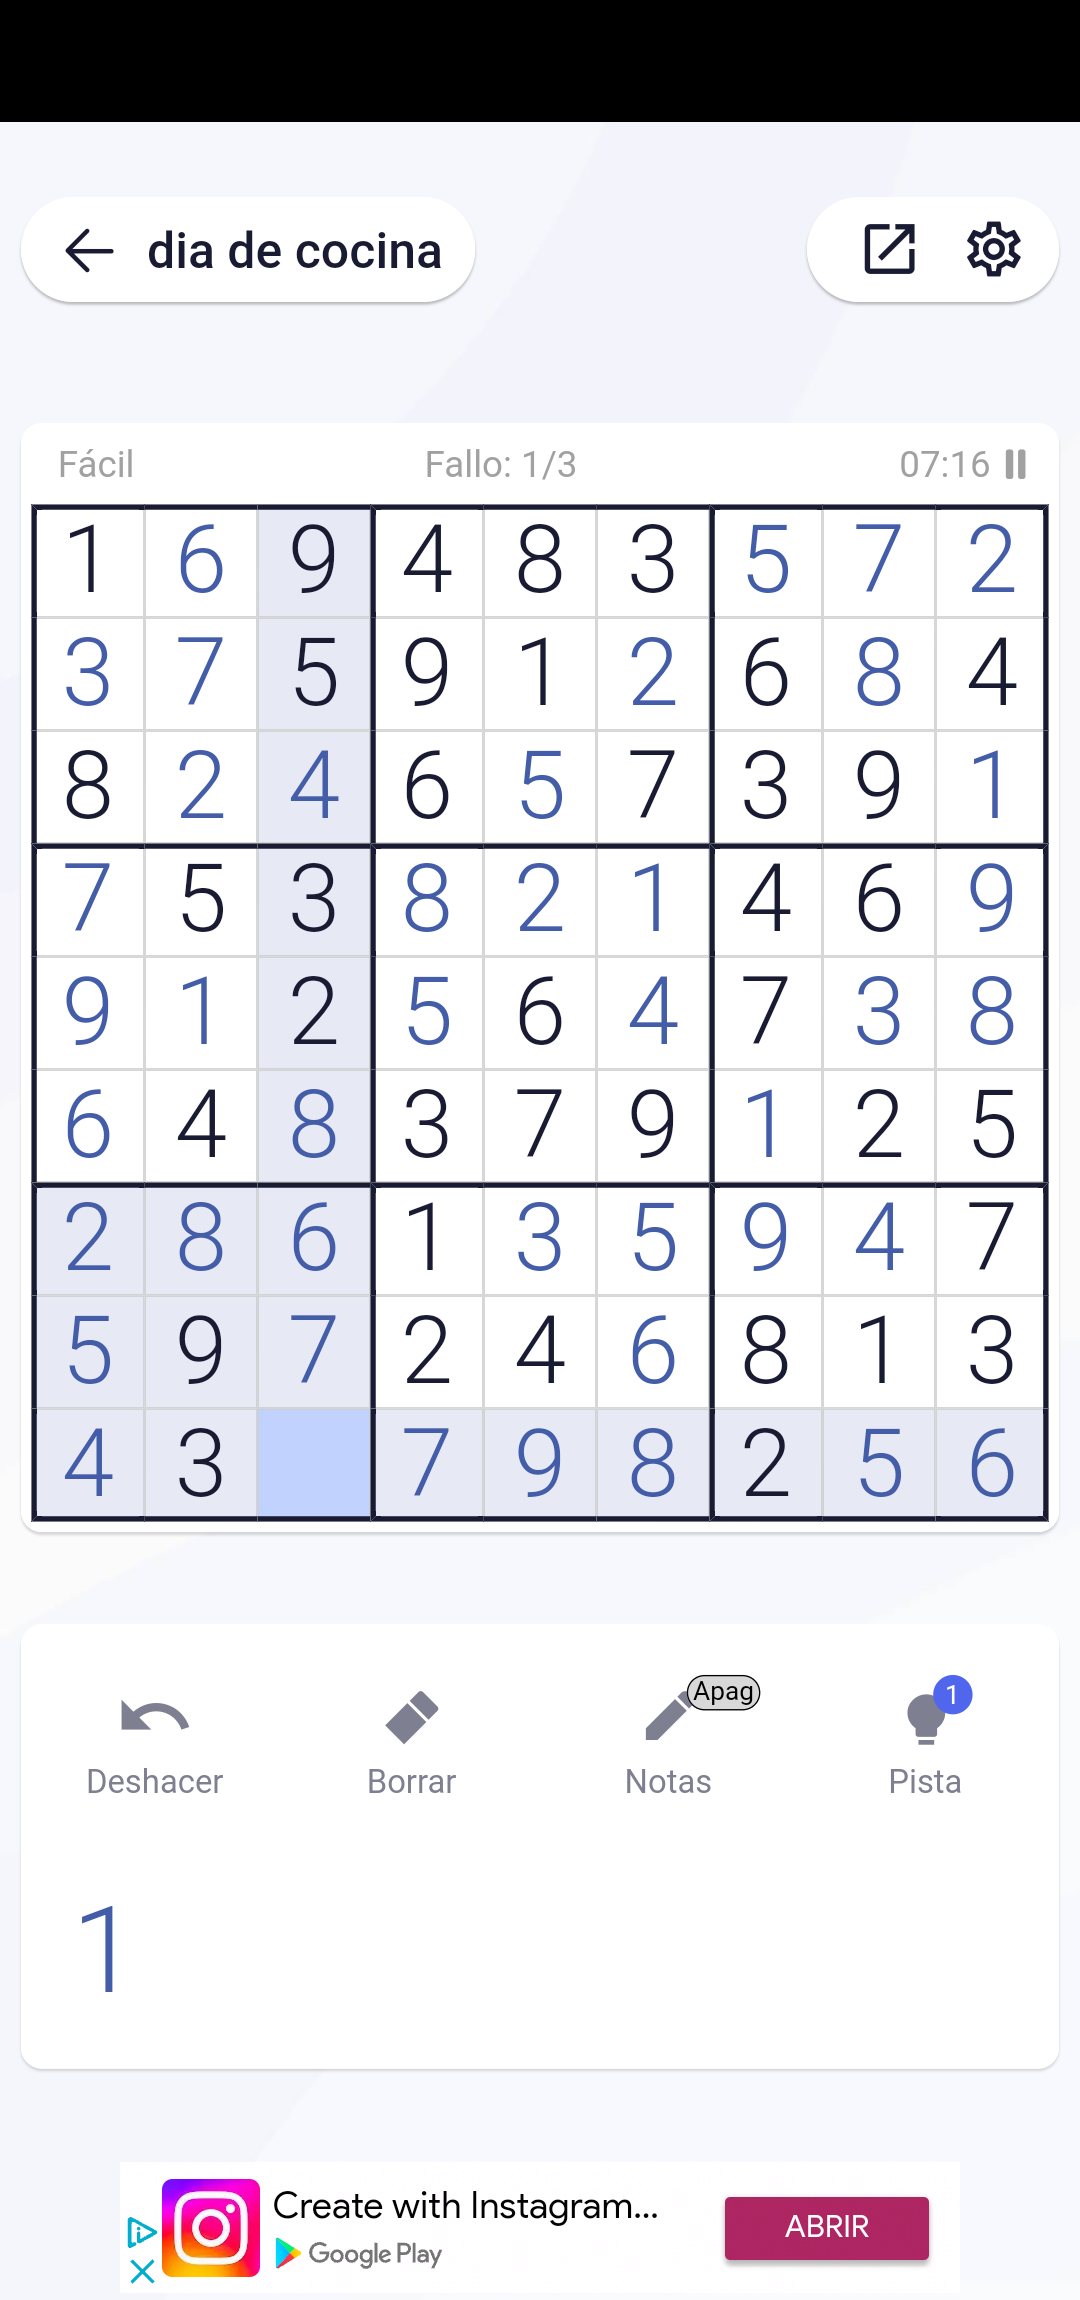 dia de cocina
Fácil Fallo: 1/3 07:16
1 6 9 4 8 3 5 7 2
3 7 5 9 1 2 6 8 4
8 2 4 6 5 7 3 9 1
7 5 3 8 2 1 4 6 9
9 1 2 5 6 4 7 3 8
6 4 8 3 7 9 1 2 5
2 8 6 1 3 5 9 4 7
5 9 7 2 4 6 8 1 3
4 3 7 9 8 2 5 6
Apag 1
Deshacer Borrar Notas Pista
1
Create with Instagram...
Google Play
ABRIR